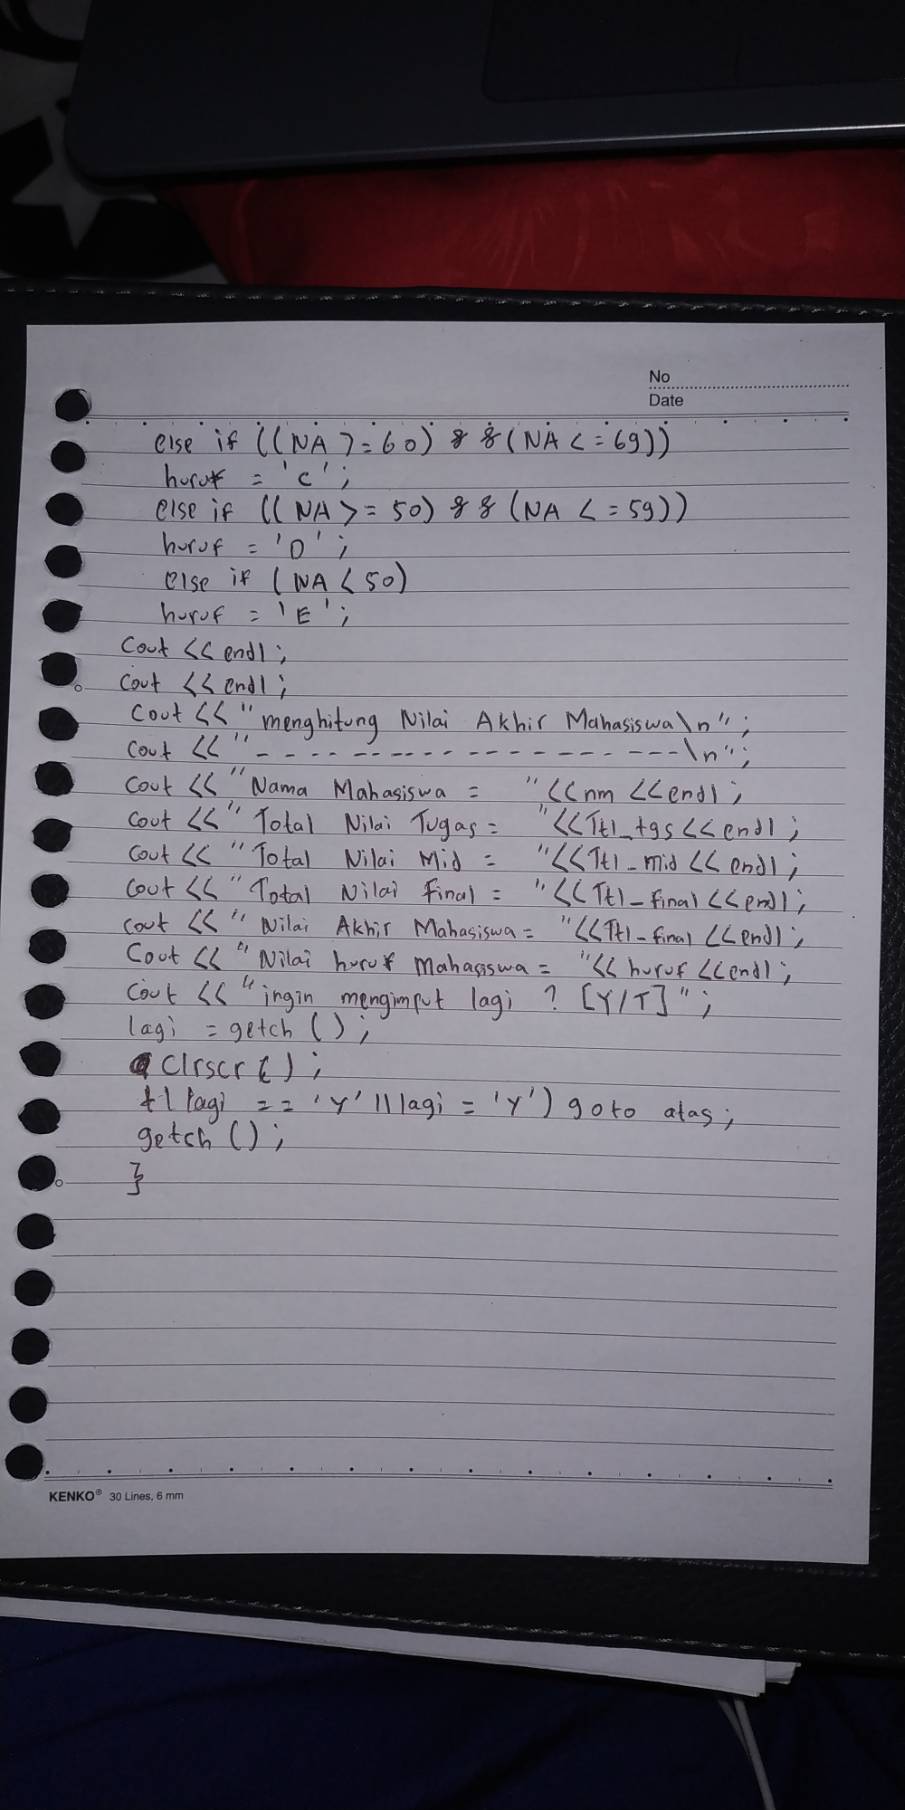 No
Date
else if ((NA >= 60) && (NA <= 69))
huruf = 'C';
else if ((NA >= 50) && (NA <= 59))
huruf = 'D';
else if (NA < 50)
huruf = 'E';
Cout << endl;
Cout << endl;
Cout << "menghitung Nilai Akhir Mahasiswa\n";
Cout << "- - - - - - - - - - - - - - - - - - - -\n";
Cout << "Nama Mahasiswa = "<<nm <<endl;
Cout << "Total Nilai Tugas = "<<Ttl_tgs<<endl;
Cout << "Total Nilai Mid = "<<Ttl_mid << endl;
Cout << "Total Nilai Final = "<<Ttl_final <<endl;
Cout << "Nilai Akhir Mahasiswa = "<<Ttl_final <<endl;
Cout << "Nilai huruf Mahasiswa = "<< huruf <<endl;
Cout << "ingin mengimput lagi ? [Y/T]";
lagi = getch ();
Clrscr ();
(lagi == 'Y' || lagi = 'Y') goto atas;
getch ();
}
KENKO® 30 Lines, 6 mm